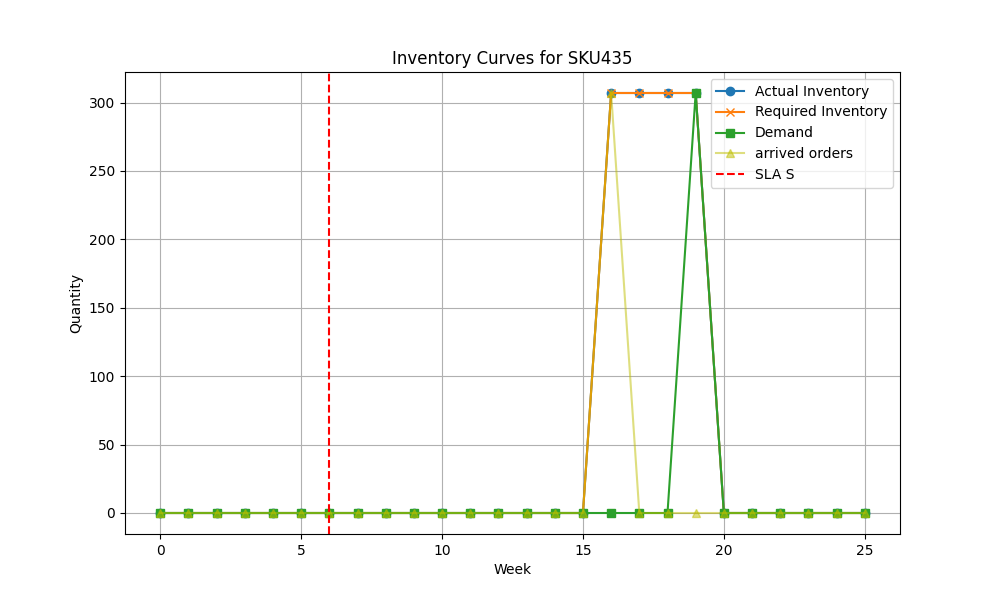 Inventory Curves for SKU435
Actual Inventory
Required Inventory
Demand
arrived orders
SLA S
Quantity
300
250
200
150
100
50
0
0 5 10 15 20 25
Week